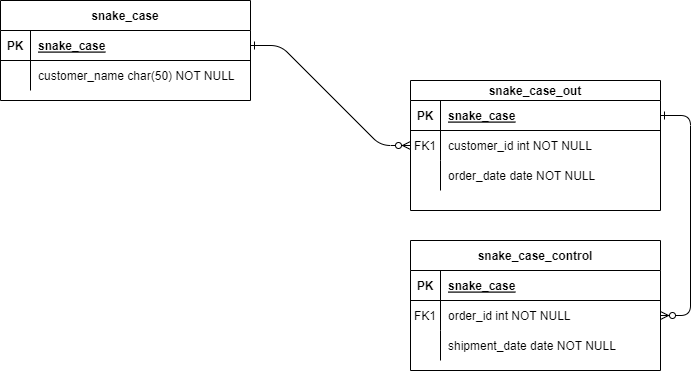 snake_case
PK snake_case
customer_name char(50) NOT NULL
snake_case_out
PK snake_case
FK1 customer_id int NOT NULL
order_date date NOT NULL
snake_case_control
PK snake_case
FK1 order_id int NOT NULL
shipment_date date NOT NULL